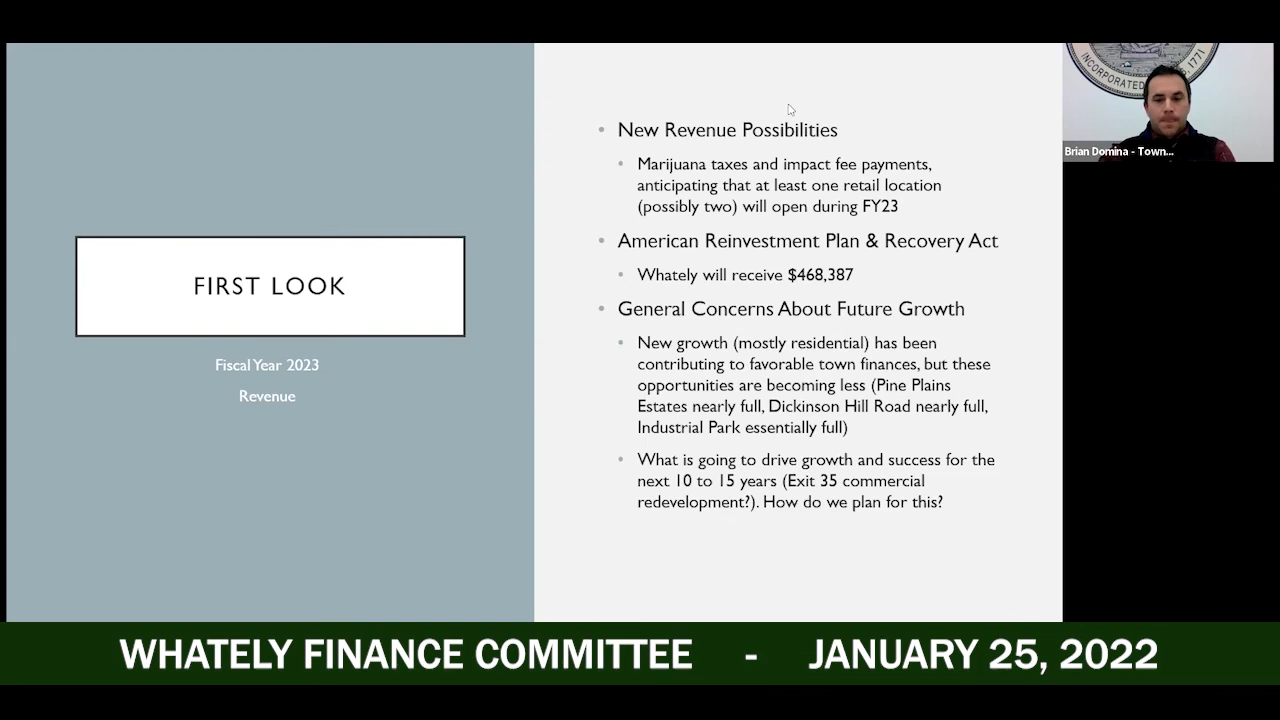 FIRST LOOK
Fiscal Year 2023
Revenue
• New Revenue Possibilities
• Marijuana taxes and impact fee payments,
anticipating that at least one retail location
(possibly two) will open during FY23
• American Reinvestment Plan & Recovery Act
• Whately will receive $468,387
• General Concerns About Future Growth
• New growth (mostly residential) has been
contributing to favorable town finances, but these
opportunities are becoming less (Pine Plains
Estates nearly full, Dickinson Hill Road nearly full,
Industrial Park essentially full)
• What is going to drive growth and success for the
next 10 to 15 years (Exit 35 commercial
redevelopment?). How do we plan for this?
INCORPORATED
1771
Brian Domina - Town...
WHATELY FINANCE COMMITTEE - JANUARY 25, 2022